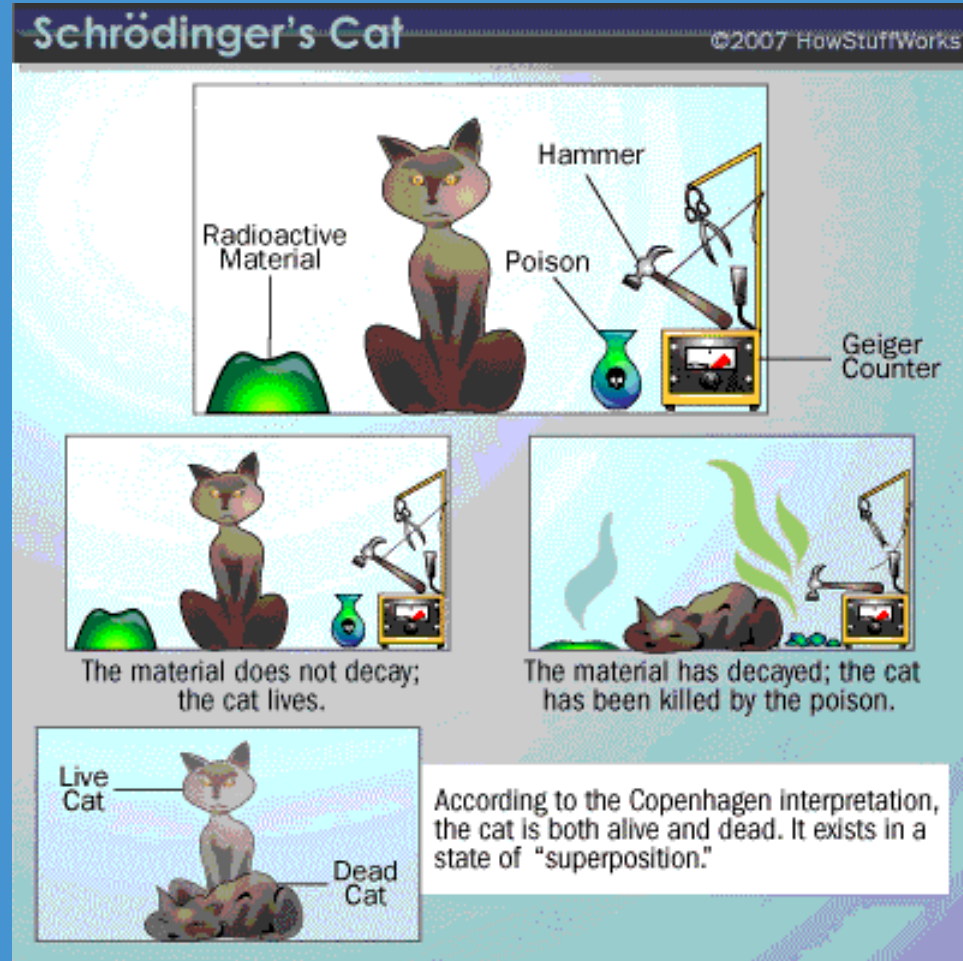 Schrödinger's Cat
©2007 HowStuffWorks
Hammer
Radioactive
Material
Poison
Geiger
Counter
The material does not decay;
the cat lives.
The material has decayed; the cat
has been killed by the poison.
Live
Cat
Dead
Cat
According to the Copenhagen interpretation,
the cat is both alive and dead. It exists in a
state of “superposition.”